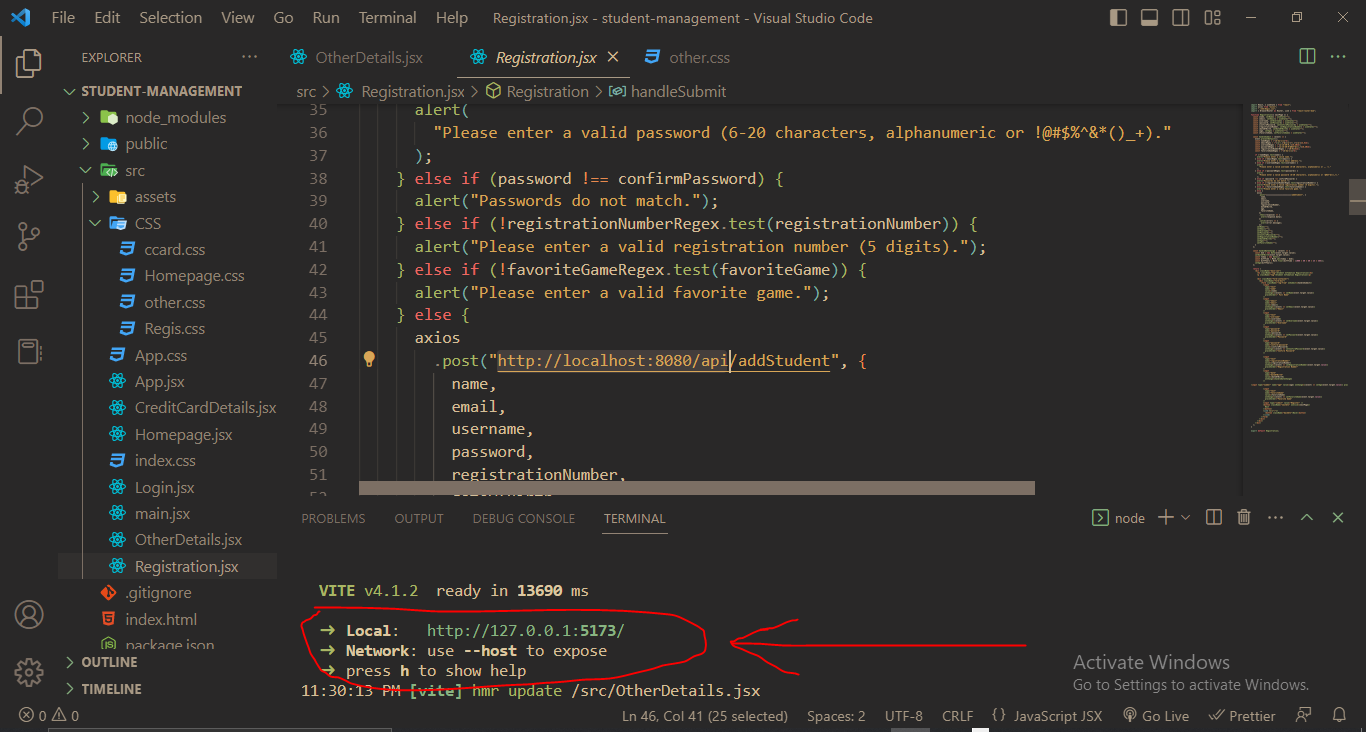 File Edit Selection View Go Run Terminal Help Registration.jsx - student-management - Visual Studio Code
EXPLORER
STUDENT-MANAGEMENT
node_modules
public
src
assets
CSS
ccard.css
Homepage.css
other.css
Regis.css
App.css
App.jsx
CreditCardDetails.jsx
Homepage.jsx
index.css
Login.jsx
main.jsx
OtherDetails.jsx
Registration.jsx
.gitignore
index.html
package.json
OUTLINE
TIMELINE
OtherDetails.jsx Registration.jsx other.css
src > Registration.jsx > Registration > handleSubmit
35 alert(
36 "Please enter a valid password (6-20 characters, alphanumeric or !@#$%^&*()_+)."
37 );
38 } else if (password !== confirmPassword) {
39 alert("Passwords do not match.");
40 } else if (!registrationNumberRegex.test(registrationNumber)) {
41 alert("Please enter a valid registration number (5 digits).");
42 } else if (!favoriteGameRegex.test(favoriteGame)) {
43 alert("Please enter a valid favorite game.");
44 } else {
45 axios
46 .post("http://localhost:8080/api/addStudent", {
47 name,
48 email,
49 username,
50 password,
51 registrationNumber,
PROBLEMS OUTPUT DEBUG CONSOLE TERMINAL node
VITE v4.1.2 ready in 13690 ms
➜ Local: http://127.0.0.1:5173/
➜ Network: use --host to expose
➜ press h to show help
11:30:13 PM [vite] hmr update /src/OtherDetails.jsx
Activate Windows
Go to Settings to activate Windows.
0 0 Ln 46, Col 41 (25 selected) Spaces: 2 UTF-8 CRLF {} JavaScript JSX Go Live Prettier